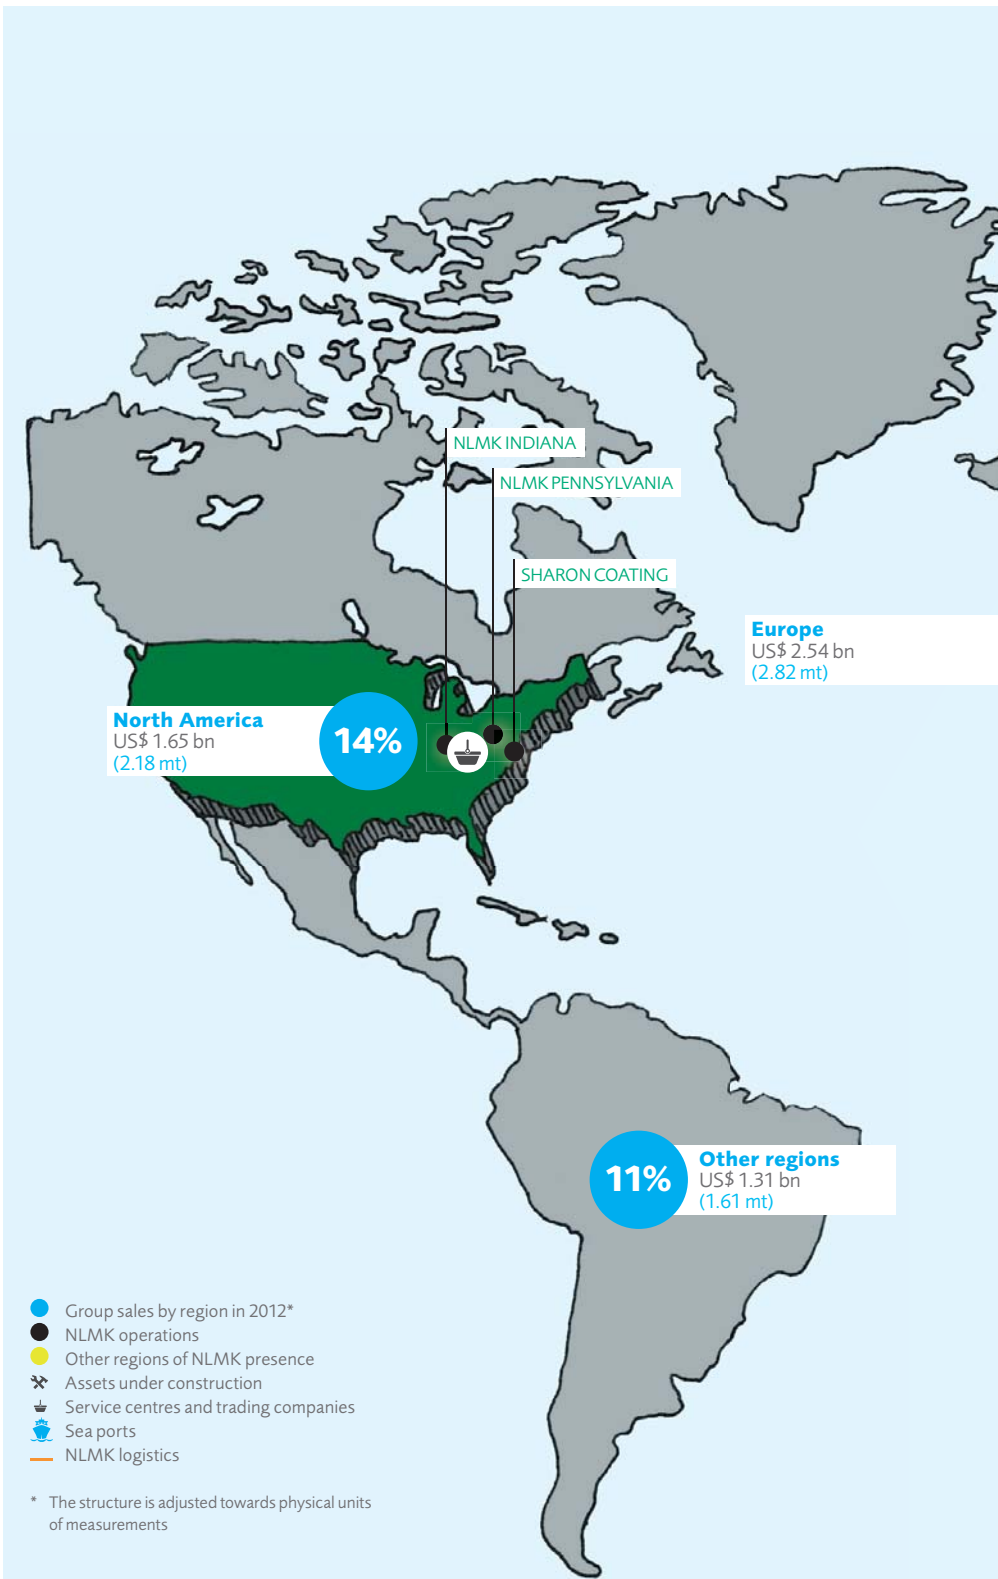 NLMK INDIANA
NLMK PENNSYLVANIA
SHARON COATING
Europe
US$ 2.54 bn
(2.82 mt)
North America
US$ 1.65 bn
(2.18 mt)
14%
11%
Other regions
US$ 1.31 bn
(1.61 mt)
Group sales by region in 2012*
NLMK operations
Other regions of NLMK presence
Assets under construction
Service centres and trading companies
Sea ports
NLMK logistics
* The structure is adjusted towards physical units
of measurements